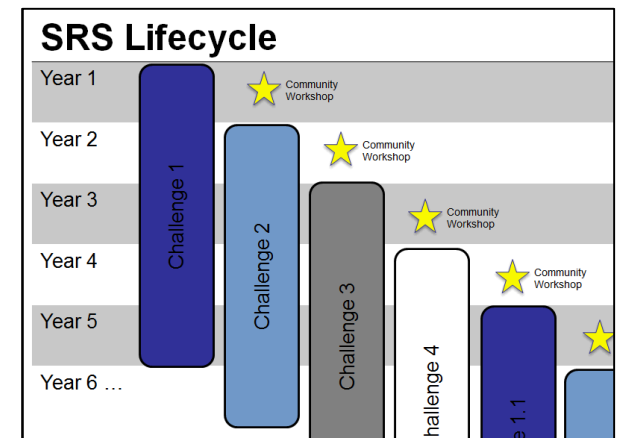 SRS Lifecycle
Year 1
Community
Workshop
Year 2
Community
Workshop
Year 3
Community
Workshop
Year 4
Community
Workshop
Year 5
Year 6 ...
Challenge 1
Challenge 2
Challenge 3
hallenge 4
e 1.1